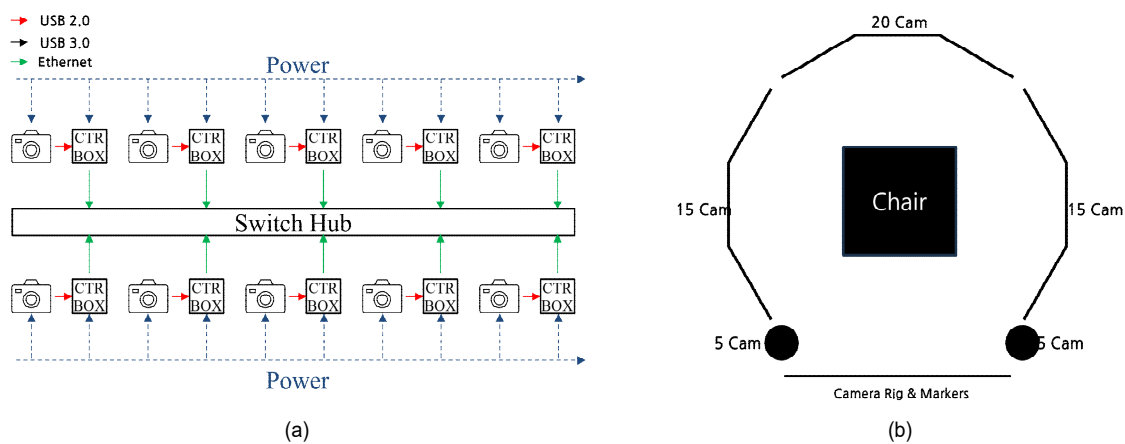 USB 2.0
USB 3.0
Ethernet
Power
CTR
BOX
CTR
BOX
CTR
BOX
CTR
BOX
CTR
BOX
Switch Hub
CTR
BOX
CTR
BOX
CTR
BOX
CTR
BOX
CTR
BOX
Power
(a)
20 Cam
15 Cam
Chair
15 Cam
5 Cam
5 Cam
Camera Rig & Markers
(b)